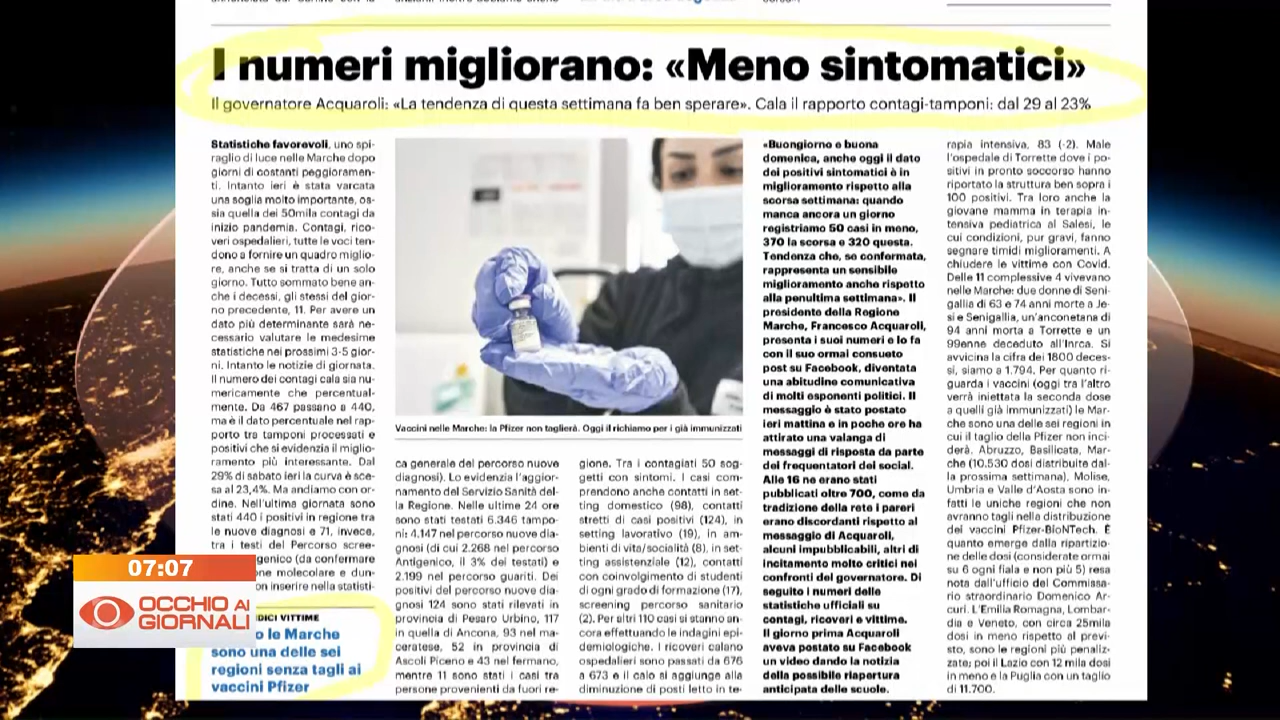 I numeri migliorano: «Meno sintomatici»
Il governatore Acquaroli: «La tendenza di questa settimana fa ben sperare». Cala il rapporto contagi-tamponi: dal 29 al 23%
Statistiche favorevoli, uno spi-
raglio di luce nelle Marche dopo
giorni di costanti peggioramen-
ti. Intanto ieri è stata varcata
una soglia molto importante, os-
sia quella dei 50mila contagi da
inizio pandemia. Contagi, rico-
veri ospedalieri, tutte le voci ten-
dono a fornire un quadro miglio-
re, anche se si tratta di un solo
giorno. Tutto sommato bene an-
che i decessi, gli stessi del gior-
no precedente, 11. Per avere un
dato più determinante sarà ne-
cessario valutare le medesime
statistiche nei prossimi 3-5 gior-
ni. Intanto le notizie di giornata.
Il numero dei contagi cala sia nu-
mericamente che percentual-
mente. Da 467 passano a 440,
ma è il dato percentuale nel rap-
porto tra tamponi processati e
positivi che si evidenzia il miglio-
ramento più interessante. Dal
29% di sabato ieri la curva è sce-
sa al 23,4%. Ma andiamo con or-
dine. Nell'ultima giornata sono
stati 440 i positivi in regione tra
le nuove diagnosi e 71, invece,
tra i testi del Percorso scree-
genico (da confermare
ne molecolare e dun-
on inserire nella statisti-
NDICI VITTIME
o le Marche
sono una delle sei
regioni senza tagli ai
vaccini Pfizer
Vaccini nelle Marche: la Pfizer non taglierà. Oggi il richiamo per i già immunizzati
ca generale del percorso nuove
diagnosi). Lo evidenzia l'aggior-
namento del Servizio Sanità del-
la Regione. Nelle ultime 24 ore
sono stati testati 6.346 tampo-
ni: 4.147 nel percorso nuove dia-
gnosi (di cui 2.268 nel percorso
Antigenico, il 3% dei testati) e
2.199 nel percorso guariti. Dei
positivi del percorso nuove dia-
gnosi 124 sono stati rilevati in
provincia di Pesaro Urbino, 117
in quella di Ancona, 93 nel ma-
ceratese, 52 in provincia di
Ascoli Piceno e 43 nel fermano,
mentre 11 sono stati i casi tra
persone provenienti da fuori re-
gione. Tra i contagiati 50 sog-
getti con sintomi. I casi com-
prendono anche contatti in set-
ting domestico (98), contatti
stretti di casi positivi (124), in
setting lavorativo (19), in am-
bienti di vita/socialità (8), in set-
ting assistenziale (12), contatti
con coinvolgimento di studenti
di ogni grado di formazione (17),
screening percorso sanitario
(2). Per altri 110 casi si stanno an-
cora effettuando le indagini epi-
demiologiche. I ricoveri calano
ospedalieri sono passati da 676
a 673 e il calo si aggiunge alla
diminuzione di posti letto in te-
«Buongiorno e buona
domenica, anche oggi il dato
dei positivi sintomatici è in
miglioramento rispetto alla
scorsa settimana: quando
manca ancora un giorno
registriamo 50 casi in meno,
370 la scorsa e 320 questa.
Tendenza che, se confermata,
rappresenta un sensibile
miglioramento anche rispetto
alla penultima settimana». Il
presidente della Regione
Marche, Francesco Acquaroli,
presenta i suoi numeri e lo fa
con il suo ormai consueto
post su Facebook, diventata
una abitudine comunicativa
di molti esponenti politici. Il
messaggio è stato postato
ieri mattina e in poche ore ha
attirato una valanga di
messaggi di risposta da parte
dei frequentatori dei social.
Alle 16 ne erano stati
pubblicati oltre 700, come da
tradizione della rete i pareri
erano discordanti rispetto al
messaggio di Acquaroli,
alcuni impubblicabili, altri di
incitamento molto critici nei
confronti del governatore. Di
seguito i numeri delle
statistiche ufficiali su
contagi, ricoveri e vittime.
Il giorno prima Acquaroli
aveva postato su Facebook
un video dando la notizia
della possibile riapertura
anticipata delle scuole.
rapia intensiva, 83 (-2). Male
l'ospedale di Torrette dove i po-
sitivi in pronto soccorso hanno
riportato la struttura ben sopra i
100 positivi. Tra loro anche la
giovane mamma in terapia in-
tensiva pediatrica al Salesi, le
cui condizioni, pur gravi, fanno
segnare timidi miglioramenti. A
chiudere le vittime con Covid.
Delle 11 complessive 4 vivevano
nelle Marche: due donne di Seni-
gallia di 63 e 74 anni morte a Je-
si e Senigallia, un'anconetana di
94 anni morta a Torrette e un
99enne deceduto all'Inrca. Si
avvicina la cifra dei 1800 deces-
si, siamo a 1.794. Per quanto ri-
guarda i vaccini (oggi tra l'altro
verrà iniettata la seconda dose
a quelli già immunizzati) le Mar-
che sono una delle sei regioni in
cui il taglio della Pfizer non inci-
derà. Abruzzo, Basilicata, Mar-
che (10.530 dosi distribuite dal-
la prossima settimana), Molise,
Umbria e Valle d'Aosta sono in-
fatti le uniche regioni che non
avranno tagli nella distribuzione
dei vaccini Pfizer-BioNTech. È
quanto emerge dalla ripartizio-
ne delle dosi (considerate ormai
su 6 ogni fiala e non più 5) resa
nota dall'ufficio del Commissa-
rio straordinario Domenico Ar-
curi. L'Emilia Romagna, Lombar-
dia e Veneto, con circa 25mila
dosi in meno rispetto al previ-
sto, sono le regioni più penaliz-
zate; poi il Lazio con 12 mila dosi
in meno e la Puglia con un taglio
di 11.700.
07:07
OCCHIO AI
GIORNALI